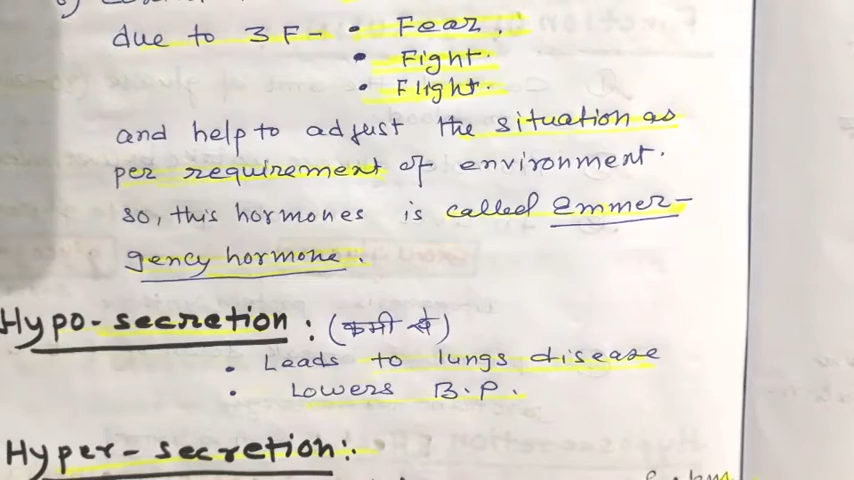 due to 3F- • Fear.
• Fight.
• Flight.
and help to adjust the situation as
per requirement of environment.
so, this hormones is called emmer-
gency hormone.
Hypo-secretion : (कमी से)
• Leads to lungs disease
• Lowers B.P.
Hyper-secretion: